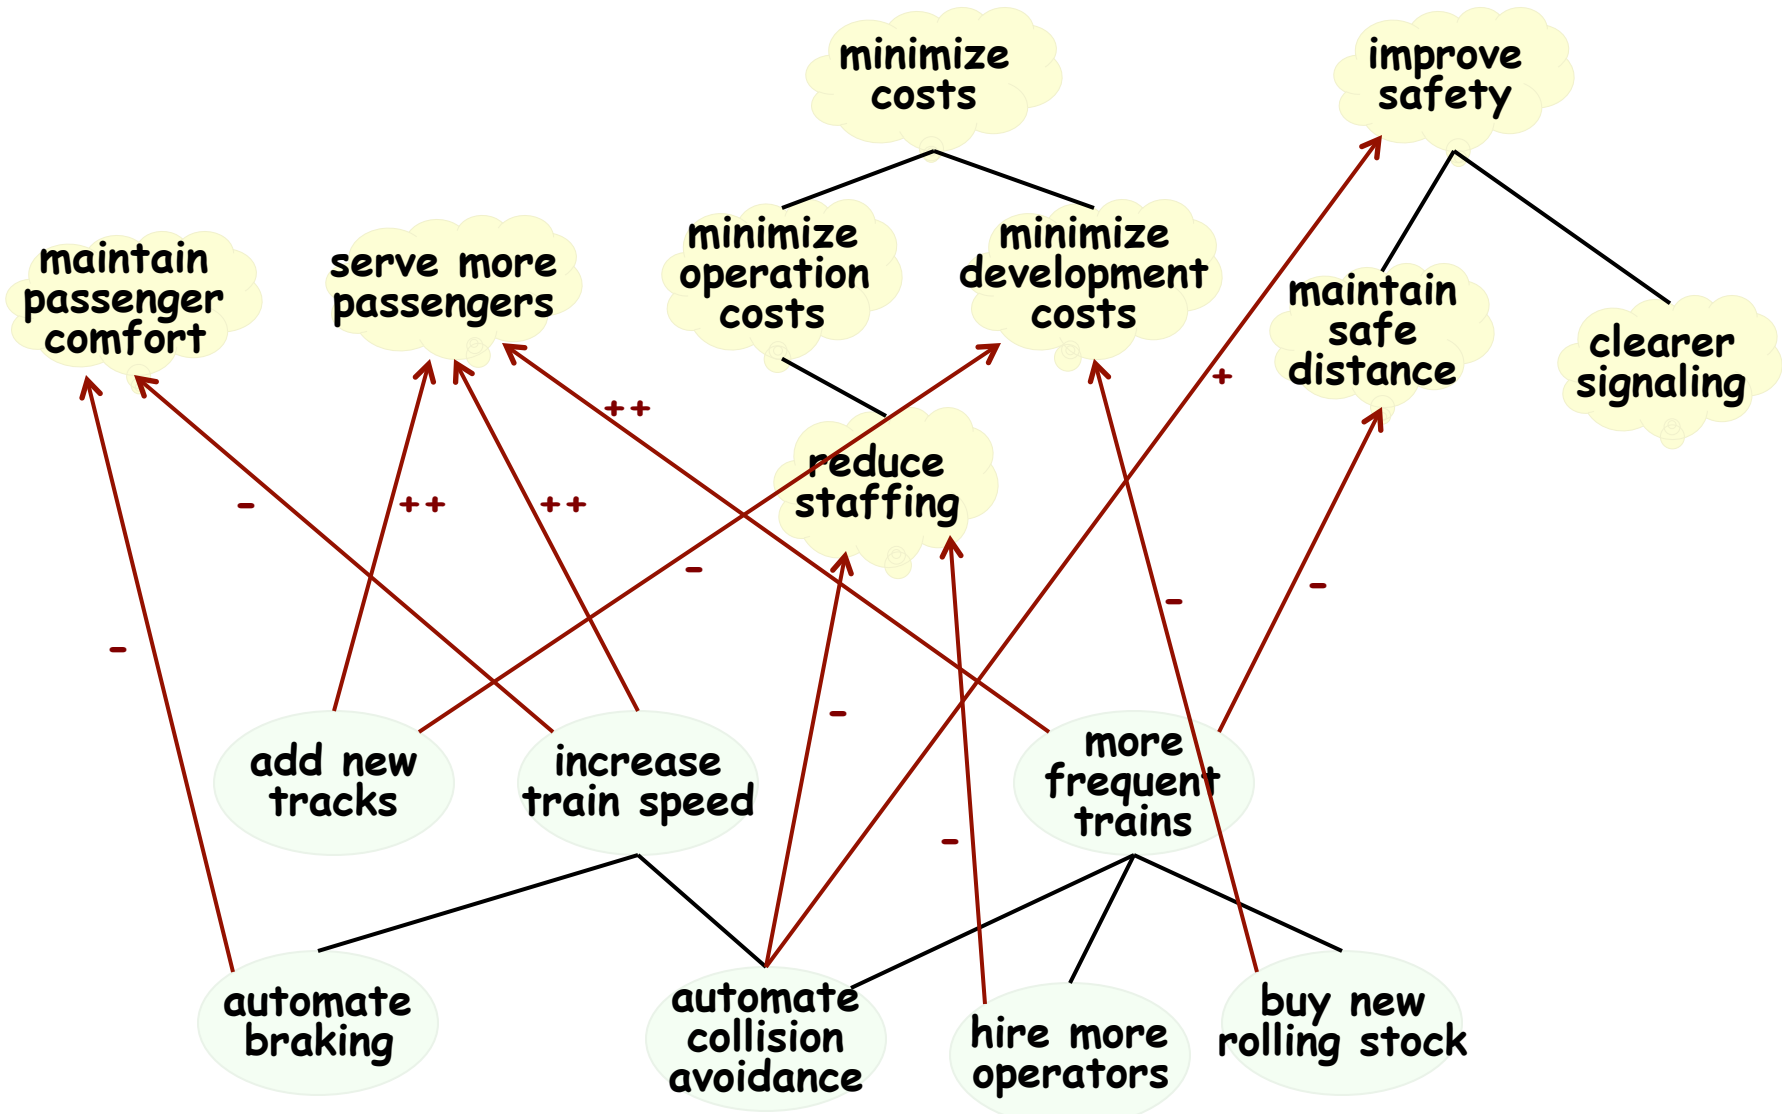 minimize
costs
improve
safety
maintain
passenger
comfort
serve more
passengers
minimize
operation
costs
minimize
development
costs
maintain
safe
distance
clearer
signaling
+
++
reduce
staffing
-
++
++
-
-
-
-
-
-
add new
tracks
increase
train speed
more
frequent
trains
-
automate
braking
automate
collision
avoidance
hire more
operators
buy new
rolling stock